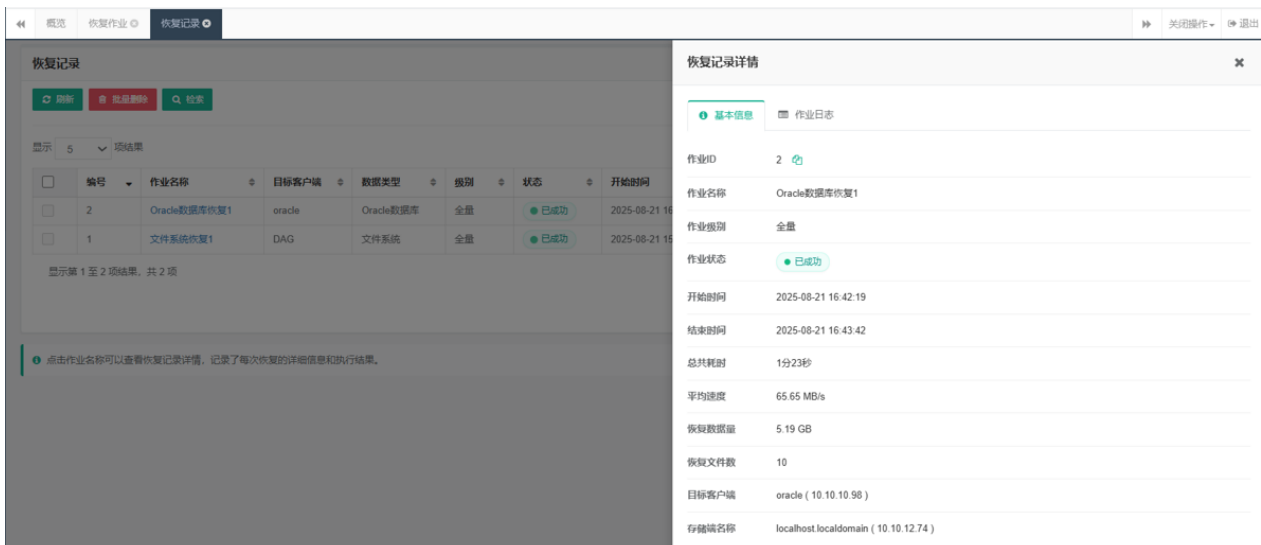 概览 恢复作业 恢复记录 关闭操作 退出
恢复记录
刷新 批量删除 检索
显示 5 项结果
编号 作业名称 目标客户端 数据类型 级别 状态 开始时间
2 Oracle数据库恢复1 oracle Oracle数据库 全量 已成功 2025-08-21 16
1 文件系统恢复1 DAG 文件系统 全量 已成功 2025-08-21 15
显示第 1 至 2 项结果，共 2 项
点击作业名称可以查看恢复记录详情，记录了每次恢复的详细信息和执行结果。
恢复记录详情
基本信息 作业日志
作业ID 2
作业名称 Oracle数据库恢复1
作业级别 全量
作业状态 已成功
开始时间 2025-08-21 16:42:19
结束时间 2025-08-21 16:43:42
总共耗时 1分23秒
平均速度 65.65 MB/s
恢复数据量 5.19 GB
恢复文件数 10
目标客户端 oracle ( 10.10.10.98 )
存储端名称 localhost.localdomain ( 10.10.12.74 )